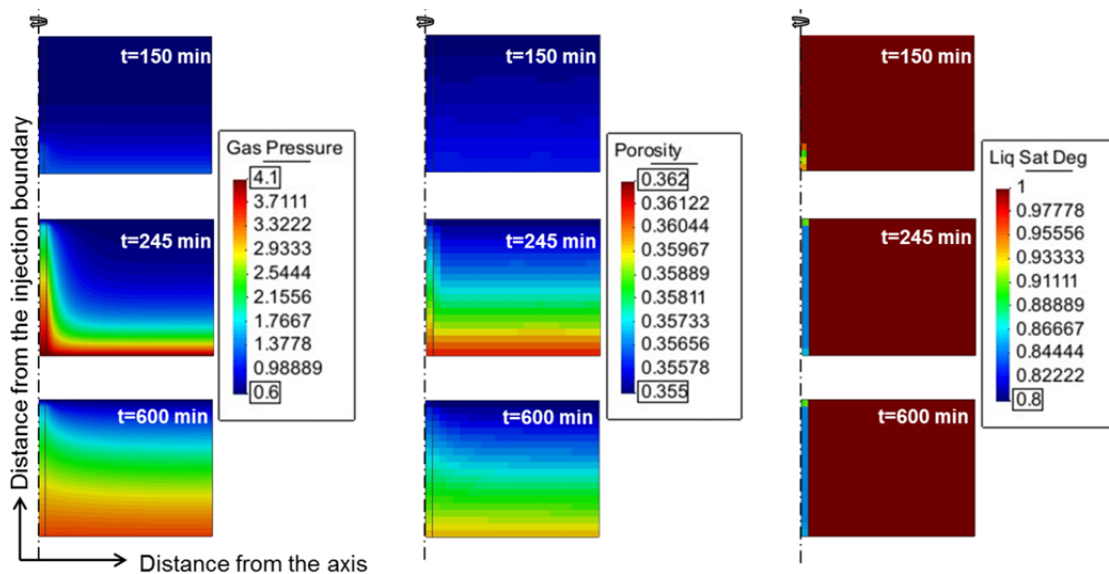 t=150 min
t=245 min
t=600 min
Gas Pressure
4.1
3.7111
3.3222
2.9333
2.5444
2.1556
1.7667
1.3778
0.98889
0.6
t=150 min
t=245 min
t=600 min
Porosity
0.362
0.36122
0.36044
0.35967
0.35889
0.35811
0.35733
0.35656
0.35578
0.355
t=150 min
t=245 min
t=600 min
Liq Sat Deg
1
0.97778
0.95556
0.93333
0.91111
0.88889
0.86667
0.84444
0.82222
0.8
Distance from the injection boundary
Distance from the axis